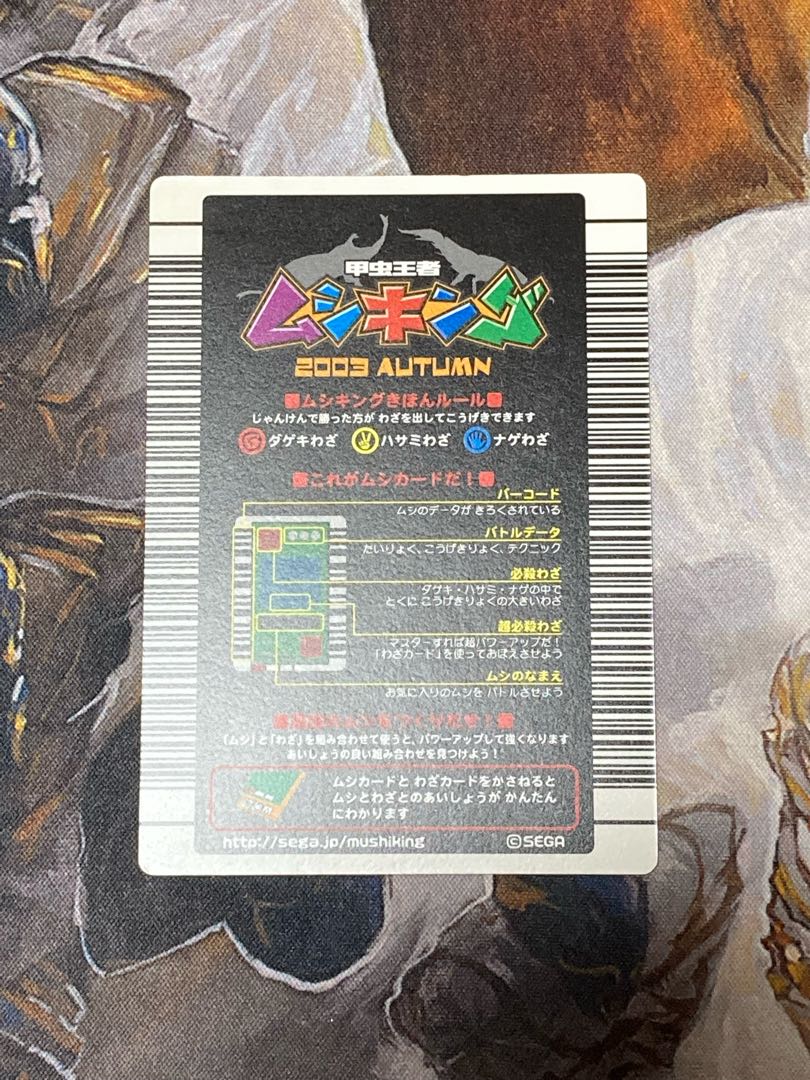 甲虫王者
ムシキング
2003 AUTUMN
ムシキングきほんルール
じゃんけんで勝った方が わざを出してこうげきできます
ダゲキわざ ハサミわざ ナゲわざ
これがムシカードだ！
バーコード
ムシのデータが きろくされている
バトルデータ
たいりょく、こうげきりょく、テクニック
必殺わざ
ダゲキ・ハサミ・ナゲの中で
とくに こうげきりょくの大きいわざ
超必殺わざ
マスターすれば超パワーアップだ！
「わざカード」を使っておぼえさせよう
ムシのなまえ
お気に入りのムシを バトルさせよう
「ムシ」と「わざ」を組み合わせて使うと、パワーアップして強くなります
あいしょうの良い組み合わせを見つけよう！
ムシカードと わざカードをかさねると
ムシとわざとのあいしょうが かんたん
にわかります
http://sega.jp/mushiking ©SEGA